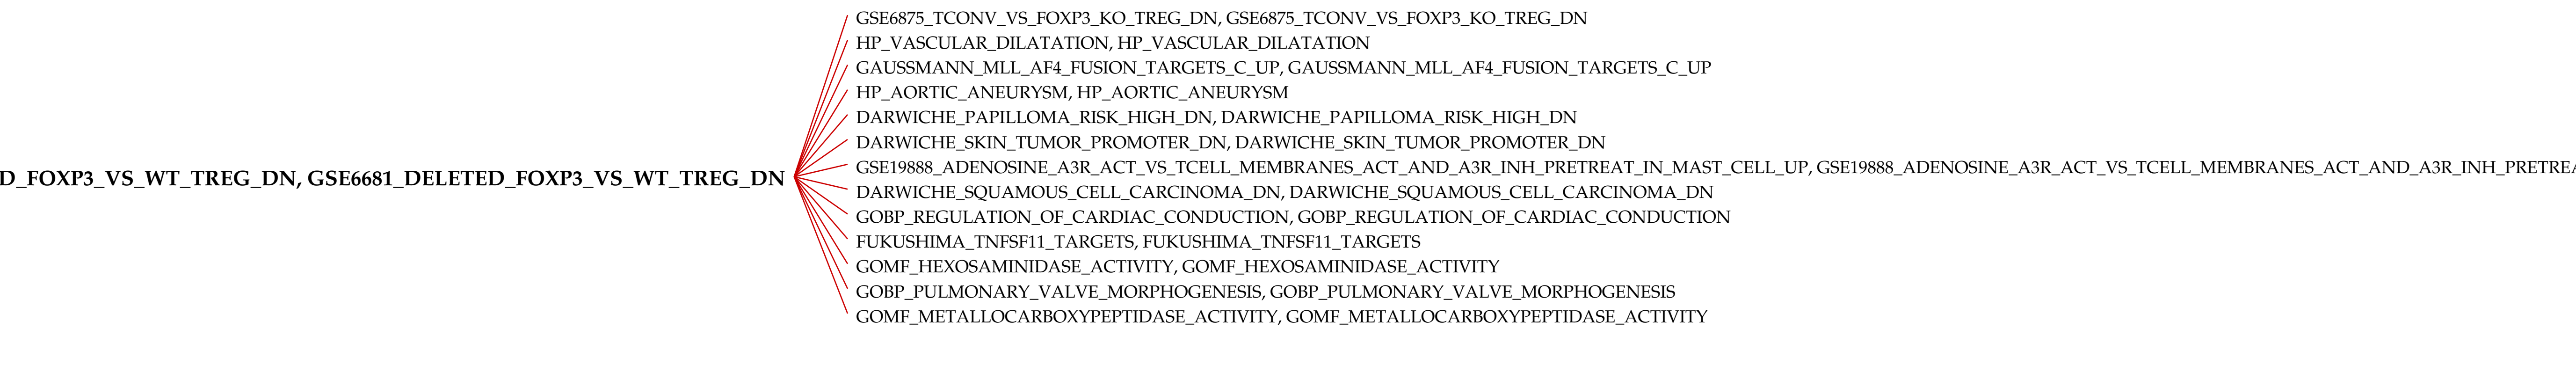 GSE6875_TCONV_VS_FOXP3_KO_TREG_DN, GSE6875_TCONV_VS_FOXP3_KO_TREG_DN
HP_VASCULAR_DILATATION, HP_VASCULAR_DILATATION
GAUSSMANN_MLL_AF4_FUSION_TARGETS_C_UP, GAUSSMANN_MLL_AF4_FUSION_TARGETS_C_UP
HP_AORTIC_ANEURYSM, HP_AORTIC_ANEURYSM
DARWICHE_PAPILLOMA_RISK_HIGH_DN, DARWICHE_PAPILLOMA_RISK_HIGH_DN
DARWICHE_SKIN_TUMOR_PROMOTER_DN, DARWICHE_SKIN_TUMOR_PROMOTER_DN
GSE19888_ADENOSINE_A3R_ACT_VS_TCELL_MEMBRANES_ACT_AND_A3R_INH_PRETREAT_IN_MAST_CELL_UP, GSE19888_ADENOSINE_A3R_ACT_VS_TCELL_MEMBRANES_ACT_AND_A3R_INH_PRETREA
D_FOXP3_VS_WT_TREG_DN, GSE6681_DELETED_FOXP3_VS_WT_TREG_DN
DARWICHE_SQUAMOUS_CELL_CARCINOMA_DN, DARWICHE_SQUAMOUS_CELL_CARCINOMA_DN
GOBP_REGULATION_OF_CARDIAC_CONDUCTION, GOBP_REGULATION_OF_CARDIAC_CONDUCTION
FUKUSHIMA_TNFSF11_TARGETS, FUKUSHIMA_TNFSF11_TARGETS
GOMF_HEXOSAMINIDASE_ACTIVITY, GOMF_HEXOSAMINIDASE_ACTIVITY
GOBP_PULMONARY_VALVE_MORPHOGENESIS, GOBP_PULMONARY_VALVE_MORPHOGENESIS
GOMF_METALLOCARBOXYPEPTIDASE_ACTIVITY, GOMF_METALLOCARBOXYPEPTIDASE_ACTIVITY